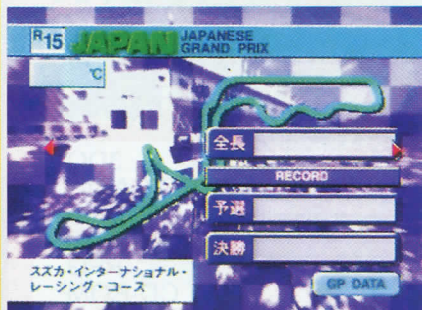 R15 JAPAN JAPANESE
GRAND PRIX
℃
全長
RECORD
予選
決勝
スズカ・インターナショナル・
レーシング・コース
GP DATA